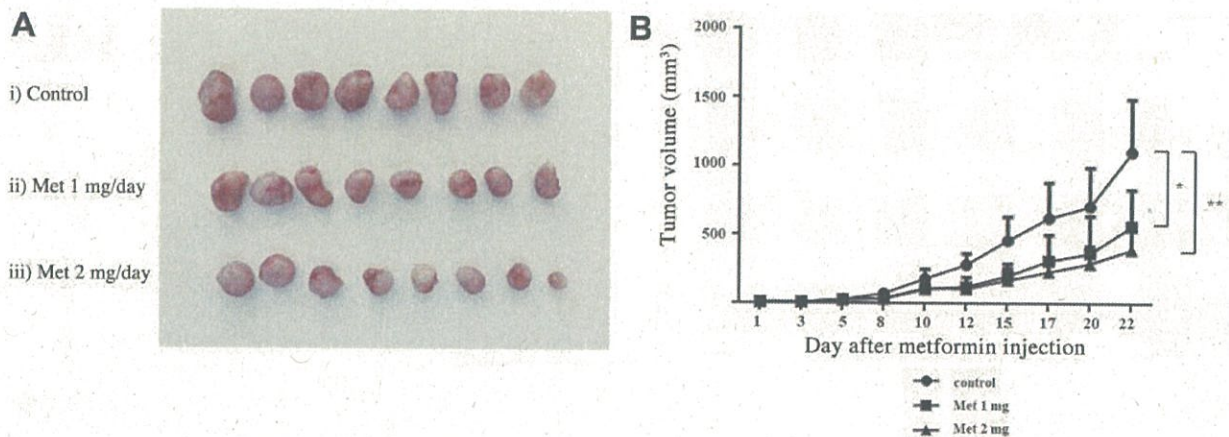 A
i) Control
ii) Met 1 mg/day
iii) Met 2 mg/day
B
Tumor volume (mm³)
2000
1500
1000
500
*
**
1 3 5 8 10 12 15 17 20 22
Day after metformin injection
control
Met 1 mg
Met 2 mg